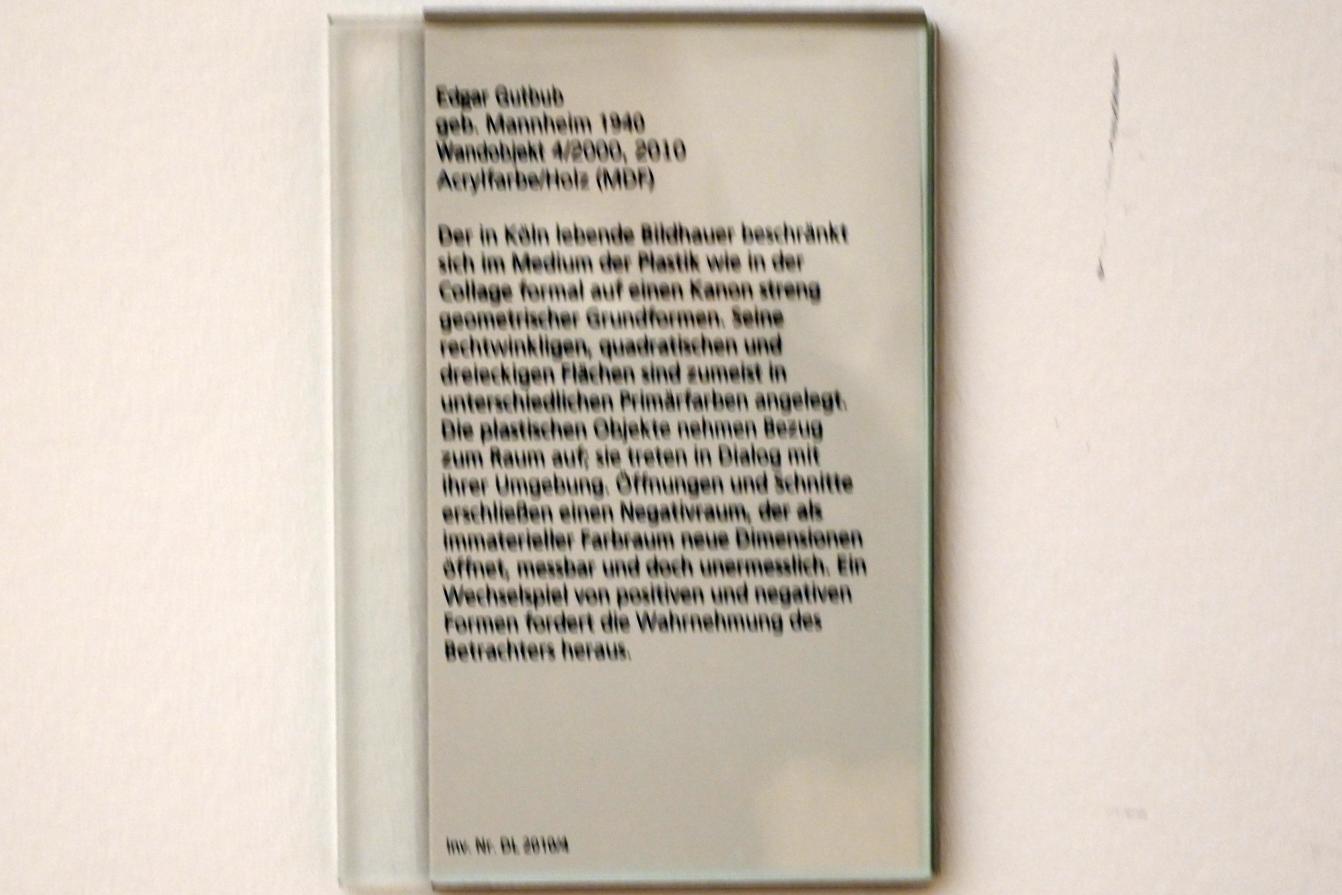 Edgar Gutbub
geb. Mannheim 1940
Wandobjekt 4/2000, 2010
Acrylfarbe/Holz (MDF)
Der in Köln lebende Bildhauer beschränkt
sich im Medium der Plastik wie in der
Collage formal auf einen Kanon streng
geometrischer Grundformen. Seine
rechtwinkligen, quadratischen und
dreieckigen Flächen sind zumeist in
unterschiedlichen Primärfarben angelegt.
Die plastischen Objekte nehmen Bezug
zum Raum auf; sie treten in Dialog mit
ihrer Umgebung. Öffnungen und Schnitte
erschließen einen Negativraum, der als
immaterieller Farbraum neue Dimensionen
öffnet, messbar und doch unermesslich. Ein
Wechselspiel von positiven und negativen
Formen fordert die Wahrnehmung des
Betrachters heraus.
Inv. Nr. DL 2010/4